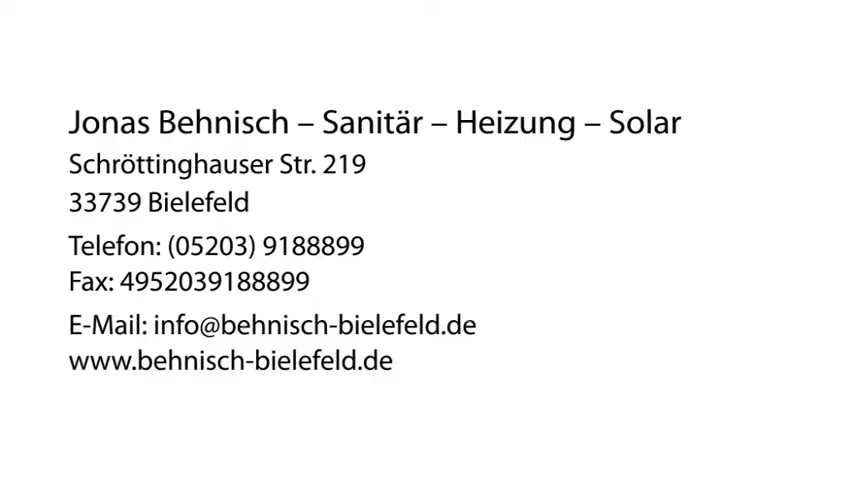 Jonas Behnisch – Sanitär – Heizung – Solar
Schröttinghauser Str. 219
33739 Bielefeld
Telefon: (05203) 9188899
Fax: 4952039188899
E-Mail: info@behnisch-bielefeld.de
www.behnisch-bielefeld.de